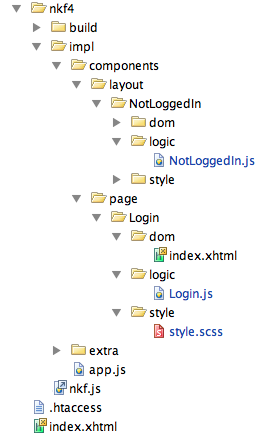 nkf4
build
impl
components
layout
NotLoggedIn
dom
logic
NotLoggedIn.js
style
page
Login
dom
index.xhtml
logic
Login.js
style
style.scss
extra
app.js
nkf.js
.htaccess
index.xhtml